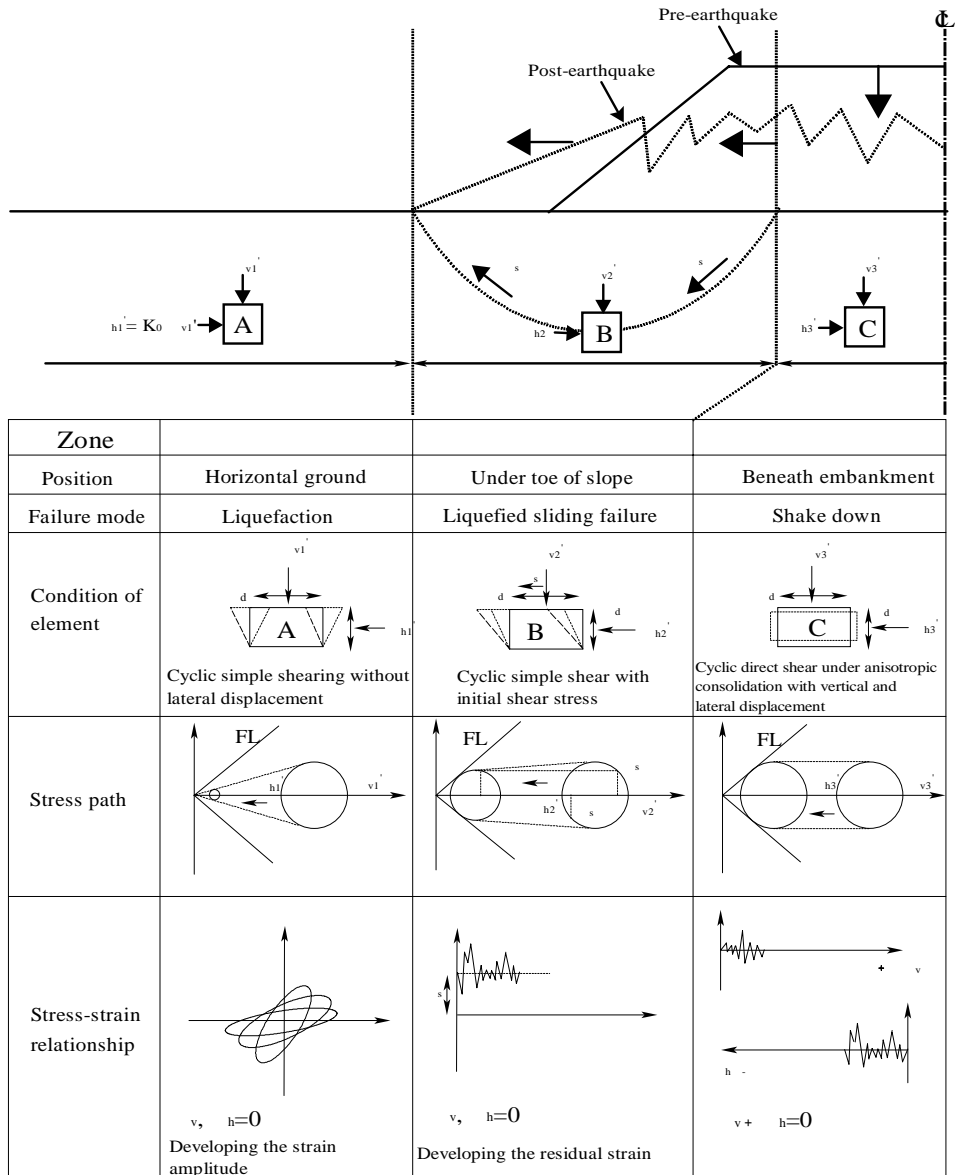 Pre-earthquake
℄
Post-earthquake
s
s
v1'
v2'
v3'
h1'= K0 v1'
A
h2
B
h3'
C
Zone
Position
Horizontal ground
Under toe of slope
Beneath embankment
Failure mode
Liquefaction
Liquefied sliding failure
Shake down
Condition of
element
v1'
d
d
A
h1'
Cyclic simple shearing without
lateral displacement
v2'
s
d
d
B
h2'
Cyclic simple shear with
initial shear stress
v3'
d
d
C
h3'
Cyclic direct shear under anisotropic
consolidation with vertical and
lateral displacement
Stress path
FL
h1'
v1'
FL
s
h2'
s
v2'
FL
h3'
v3'
Stress-strain
relationship
v, h=0
Developing the strain
amplitude
s
v, h=0
Developing the residual strain
+ v
h -
v + h=0